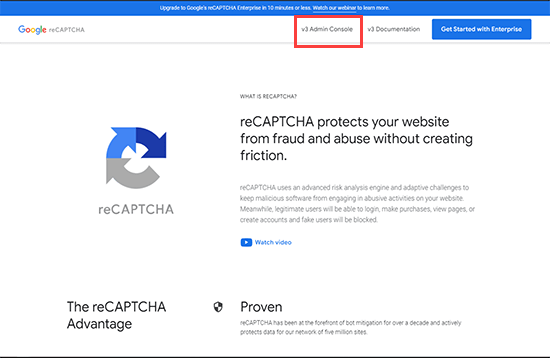 Upgrade to Google's reCAPTCHA Enterprise in 10 minutes or less. Watch our webinar to learn more.
Google reCAPTCHA
v3 Admin Console
v3 Documentation
Get Started with Enterprise
WHAT IS RECAPTCHA?
reCAPTCHA protects your website
from fraud and abuse without creating
friction.
reCAPTCHA
reCAPTCHA uses an advanced risk analysis engine and adaptive challenges to
keep malicious software from engaging in abusive activities on your website.
Meanwhile, legitimate users will be able to login, make purchases, view pages, or
create accounts and fake users will be blocked.
Watch video
The reCAPTCHA
Advantage
Proven
reCAPTCHA has been at the forefront of bot mitigation for over a decade and actively
protects data for our network of five million sites.